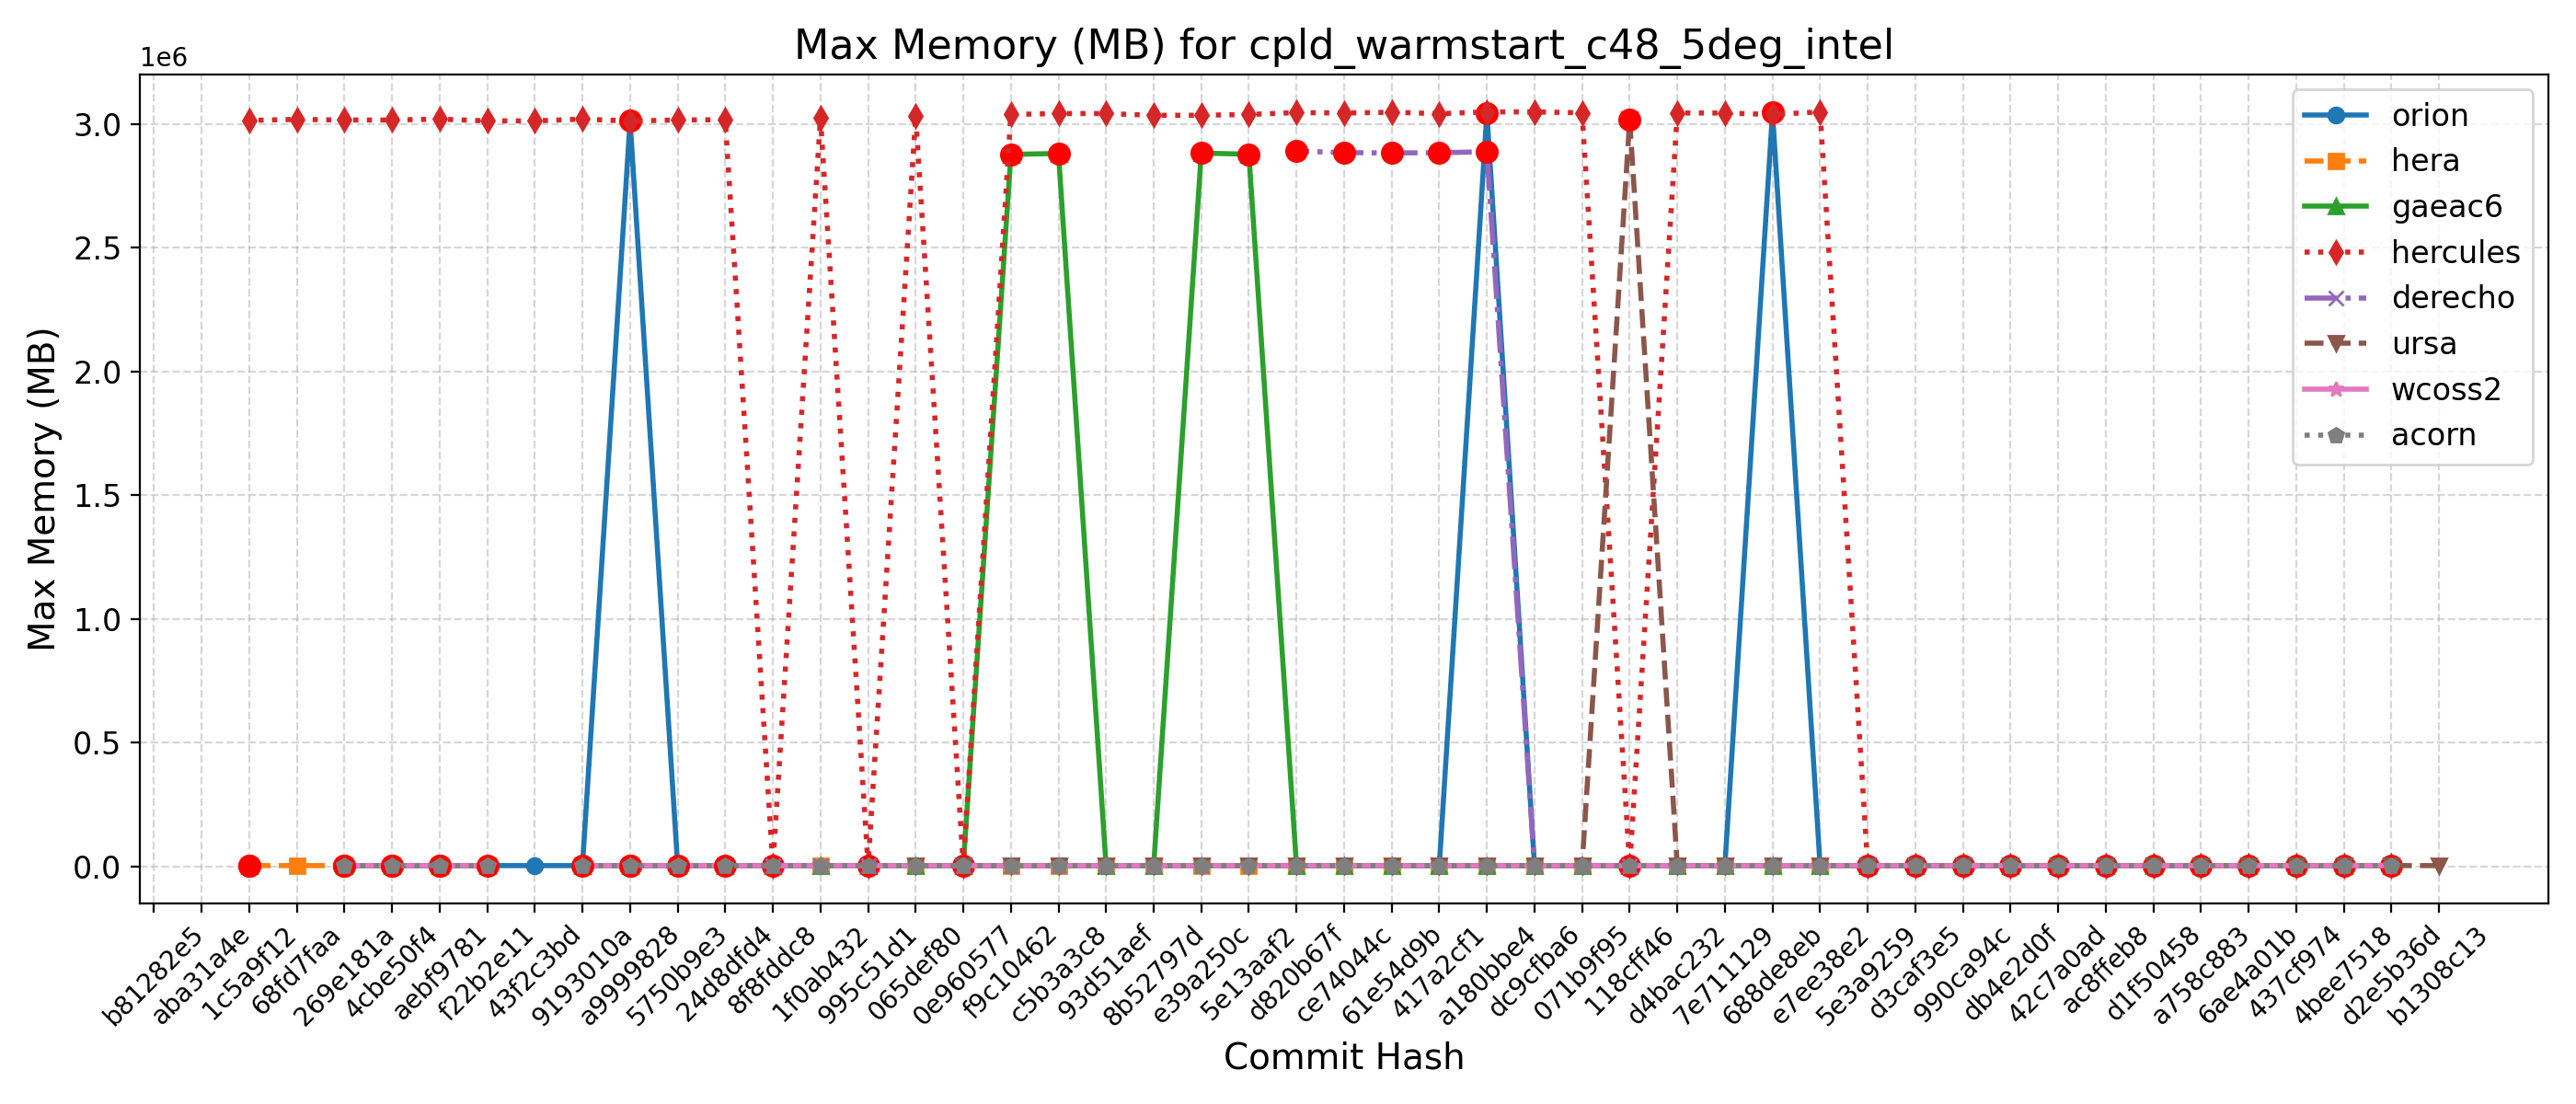 Max Memory (MB) for cpld_warmstart_c48_5deg_intel
1e6
3.0
2.5
2.0
1.5
1.0
0.5
0.0
Max Memory (MB)
orion
hera
gaeac6
hercules
derecho
ursa
wcoss2
acorn
b81282e5
aba31a4e
1c5a9f12
68fd7faa
269e181a
4cbe50f4
aebf9781
f22b2e11
43f2c3bd
9193010a
a9999828
5750b9e3
24d8dfd4
8f8fddc8
1f0ab432
995c51d1
065def80
0e960577
f9c10462
c5b3a3c8
93d51aef
8b52797d
e39a250c
5e13aaf2
d820b67f
ce74044c
61e54d9b
417a2cf1
a180bbe4
dc9cfba6
071b9f95
118cff46
d4bac232
7e711129
688de8eb
e7ee38e2
5e3a9259
d3caf3e5
990ca94c
db4e2d0f
42c7a0ad
ac8ffeb8
d1f50458
a758c883
6ae4a01b
437cf974
4bee7518
d2e5b36d
b1308c13
Commit Hash